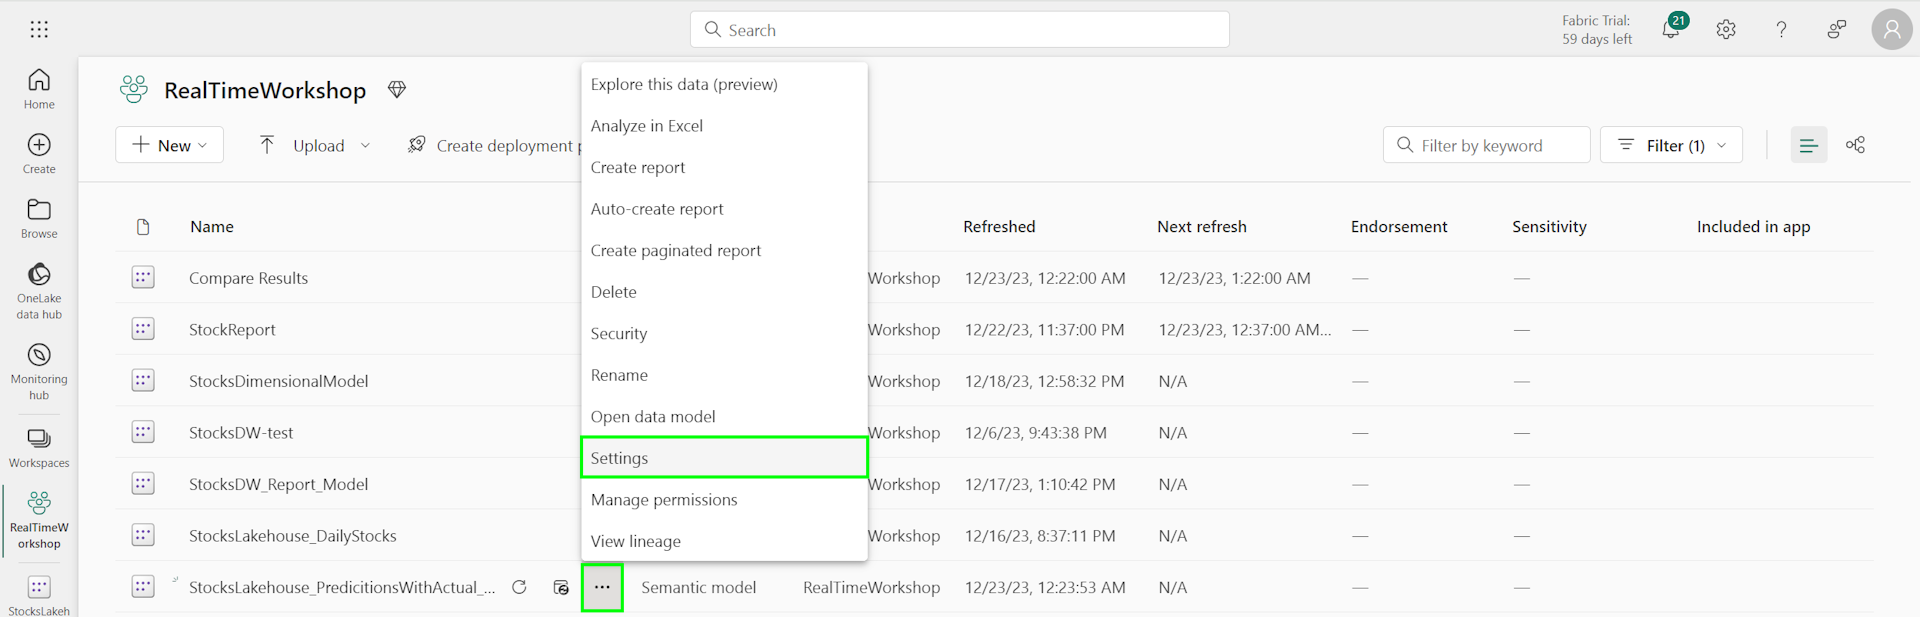 Search
Fabric Trial:
59 days left
21
Home
Create
Browse
OneLake
data hub
Monitoring
hub
Workspaces
RealTimeW
orkshop
StocksLakeh
RealTimeWorkshop
New
Upload
Create deployment p
Filter by keyword
Filter (1)
Explore this data (preview)
Analyze in Excel
Create report
Auto-create report
Create paginated report
Delete
Security
Rename
Open data model
Settings
Manage permissions
View lineage
Name Refreshed Next refresh Endorsement Sensitivity Included in app
Compare Results Workshop 12/23/23, 12:22:00 AM 12/23/23, 1:22:00 AM — —
StockReport Workshop 12/22/23, 11:37:00 PM 12/23/23, 12:37:00 AM... — —
StocksDimensionalModel Workshop 12/18/23, 12:58:32 PM N/A — —
StocksDW-test Workshop 12/6/23, 9:43:38 PM N/A — —
StocksDW_Report_Model Workshop 12/17/23, 1:10:42 PM N/A — —
StocksLakehouse_DailyStocks Workshop 12/16/23, 8:37:11 PM N/A — —
StocksLakehouse_PredicitionsWithActual_... ... Semantic model RealTimeWorkshop 12/23/23, 12:23:53 AM N/A — —